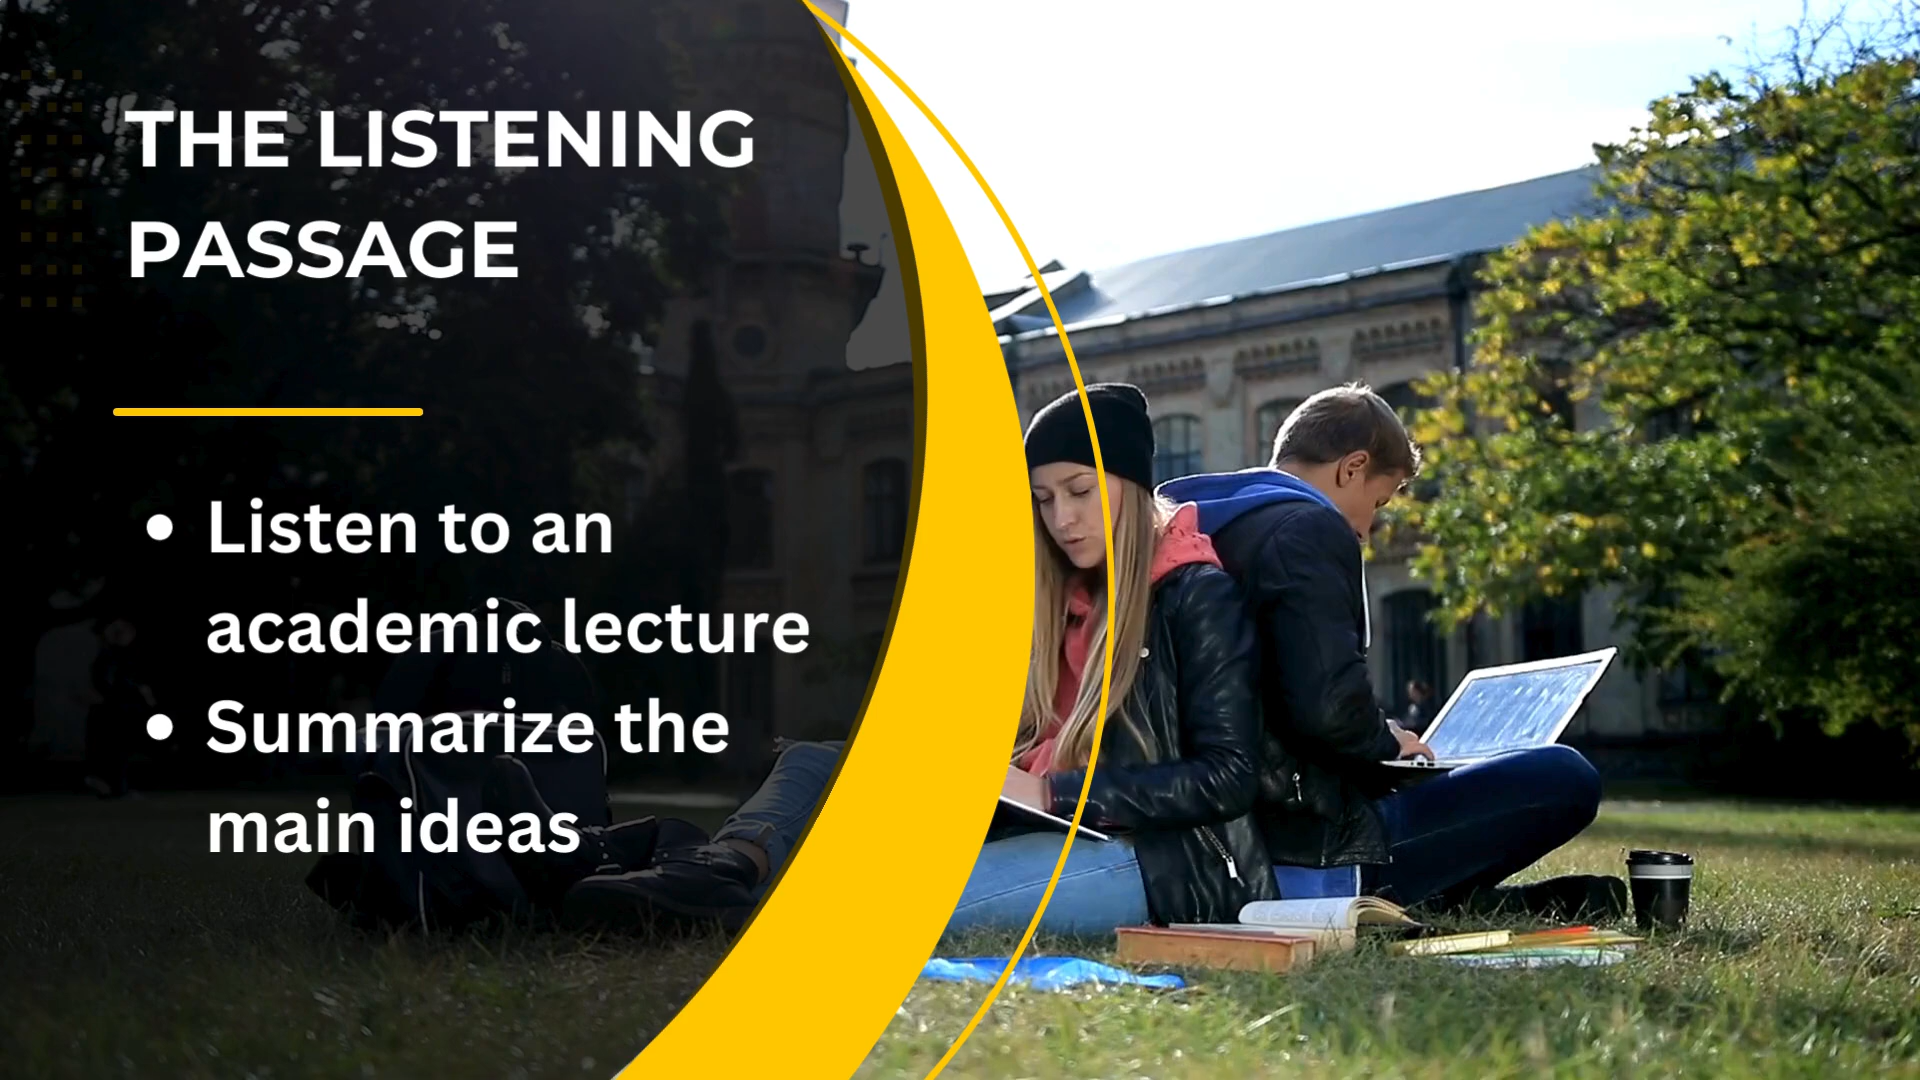 THE LISTENING
PASSAGE
• Listen to an
academic lecture
• Summarize the
main ideas